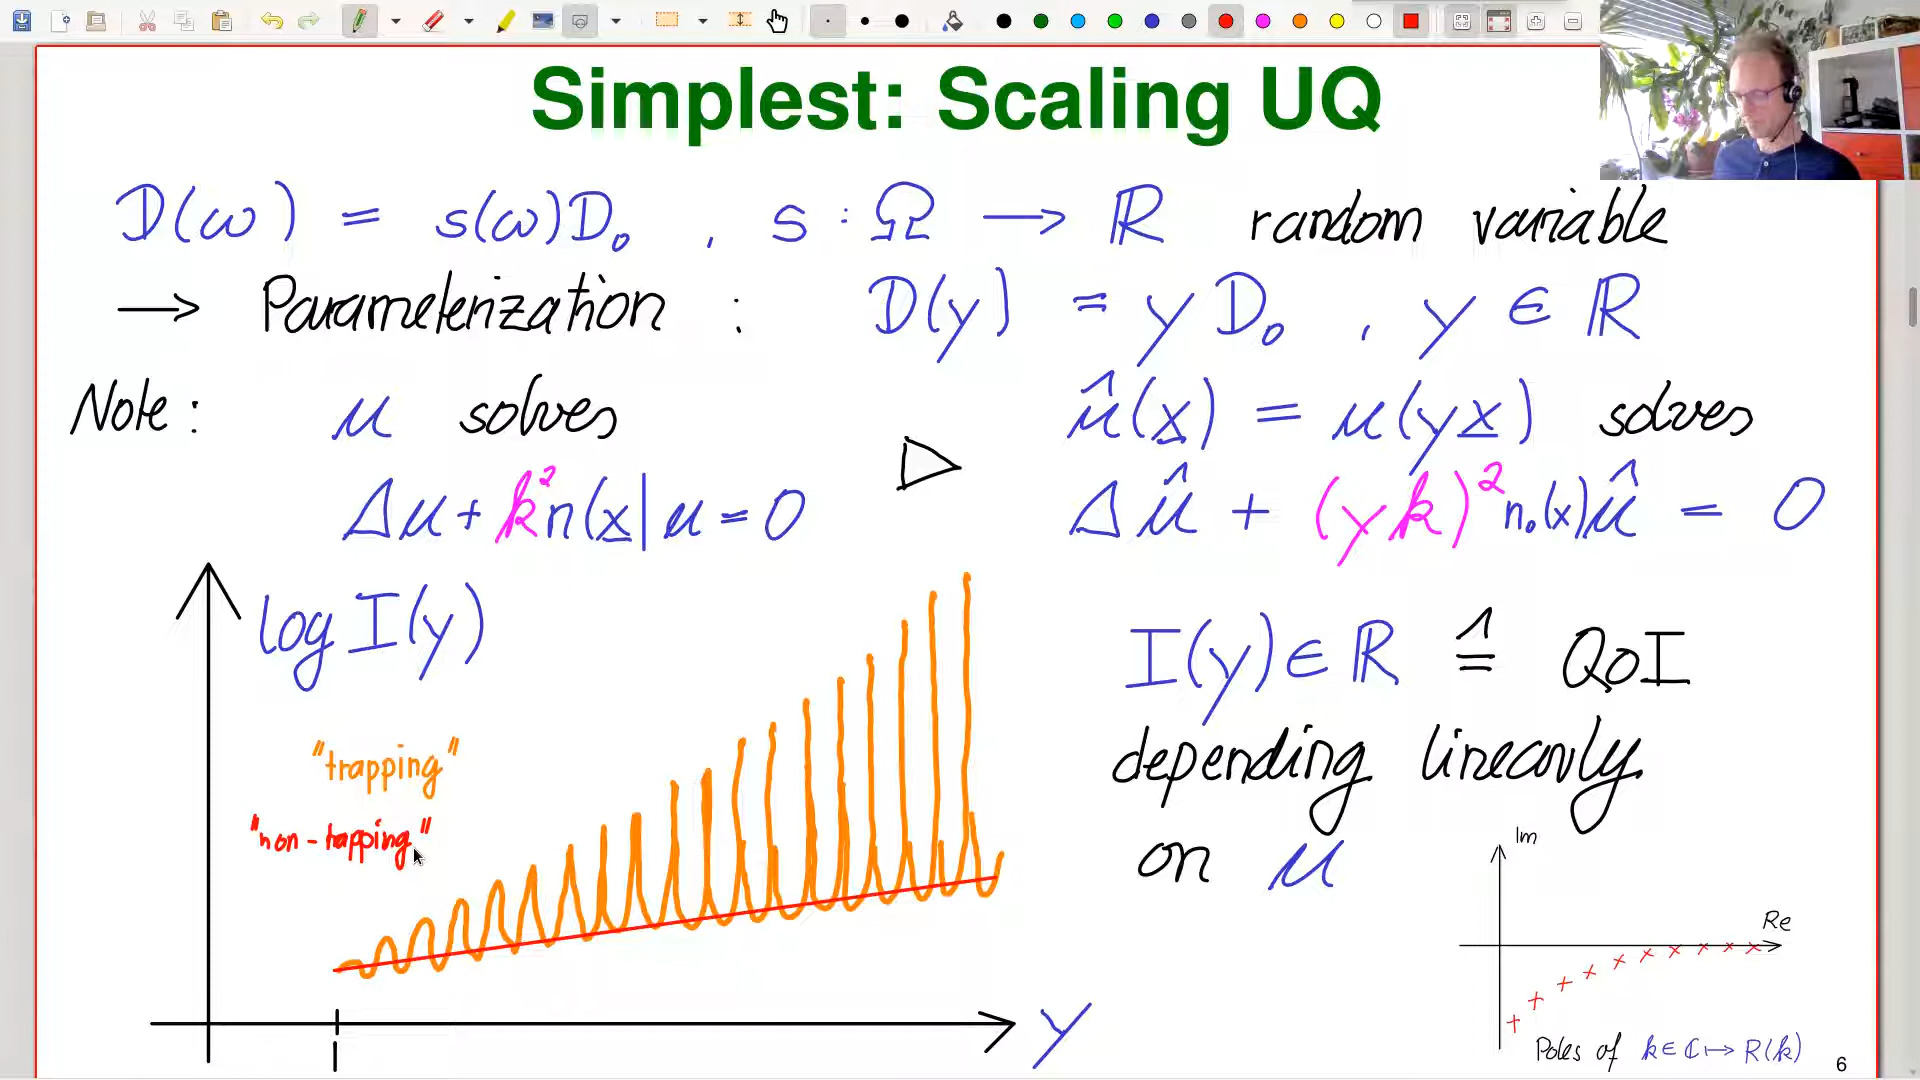 Simplest: Scaling UQ
D(ω) = s(ω)D₀ , s : Ω → ℝ random variable
→ Parameterization : D(y) = y D₀ , y ∈ ℝ
Note : u solves ▷ û(x) = u(yx) solves
Δu + k²n(x)u = 0 Δû + (yk)²n₀(x)û = 0
log I(y)
I(y) ∈ ℝ ≙ QoI
depending linearly
on u
"trapping"
"non-trapping"
1
y
Im
Re
Poles of k∈ℂ ↦ R(k)
6